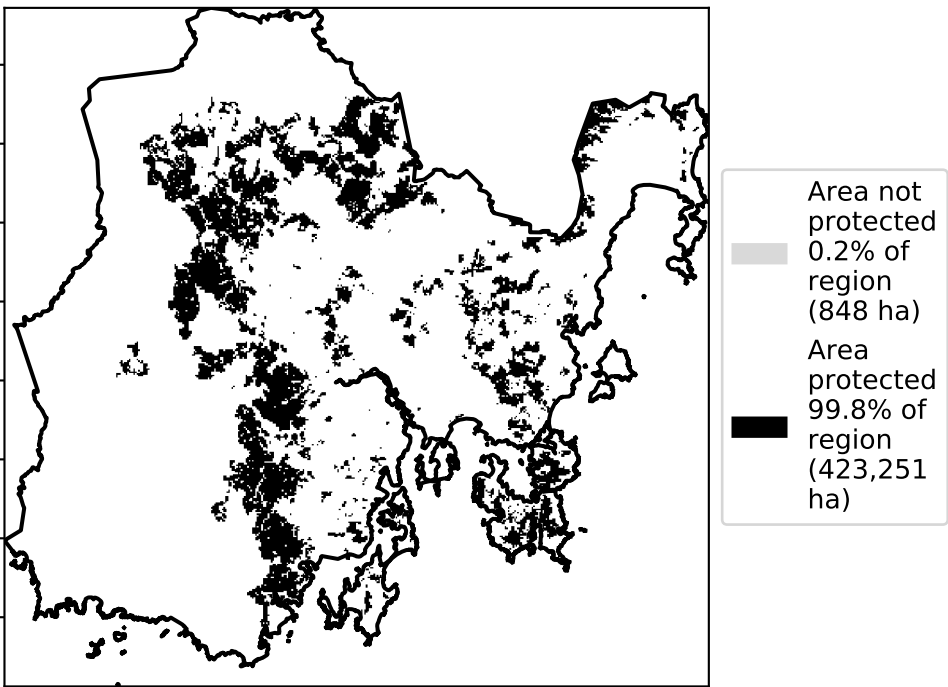 Area not
protected
0.2% of
region
(848 ha)
Area
protected
99.8% of
region
(423,251
ha)